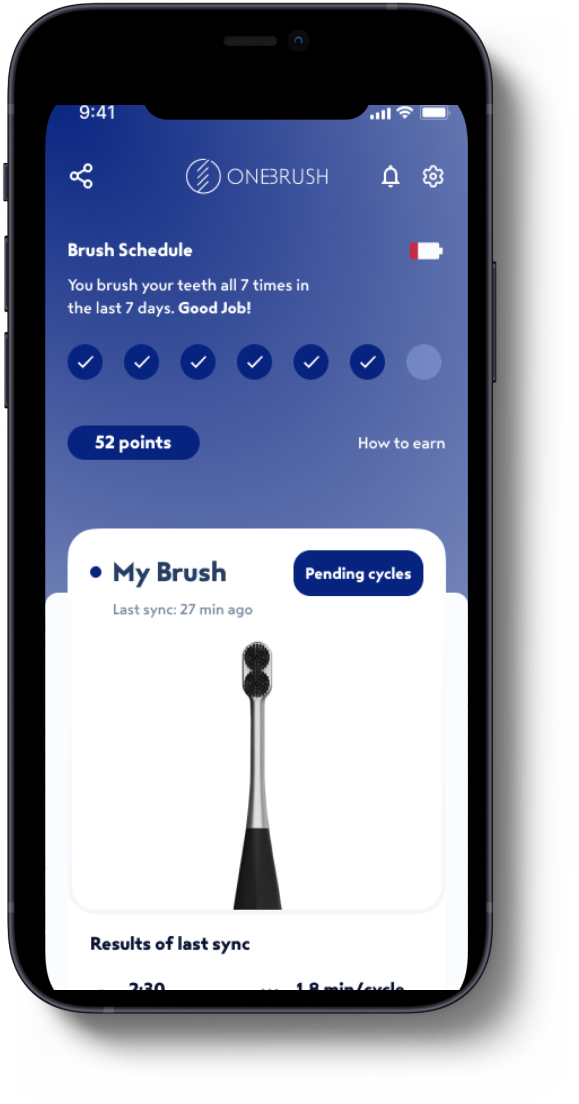 9:41
ONEBRUSH
Brush Schedule
You brush your teeth all 7 times in
the last 7 days. Good Job!
52 points
How to earn
My Brush
Pending cycles
Last sync: 27 min ago
Results of last sync
2:30
1.8 min/cycle